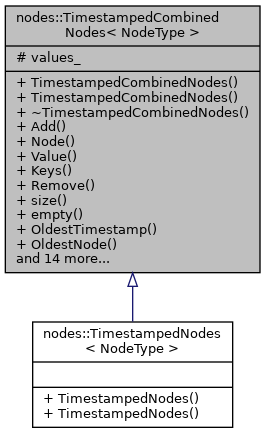 nodes::TimestampedCombined
Nodes< NodeType >
# values_
+ TimestampedCombinedNodes()
+ TimestampedCombinedNodes()
+ ~TimestampedCombinedNodes()
+ Add()
+ Node()
+ Value()
+ Keys()
+ Remove()
+ size()
+ empty()
+ OldestTimestamp()
+ OldestNode()
and 14 more...
nodes::TimestampedNodes
< NodeType >
+ TimestampedNodes()
+ TimestampedNodes()